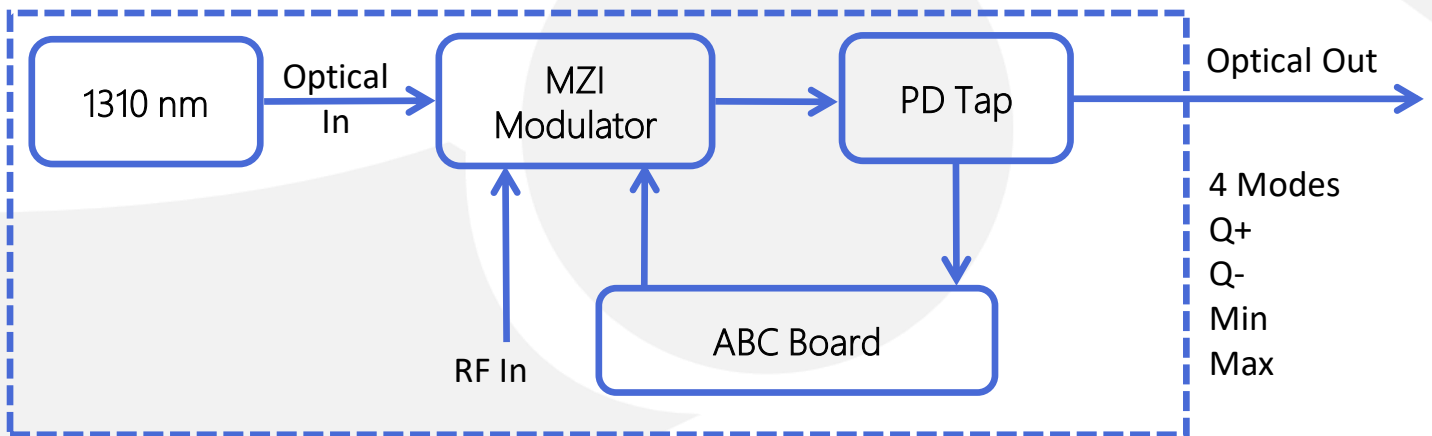 1310 nm
Optical
In
MZI
Modulator
PD Tap
Optical Out
4 Modes
Q+
Q-
Min
Max
ABC Board
RF In